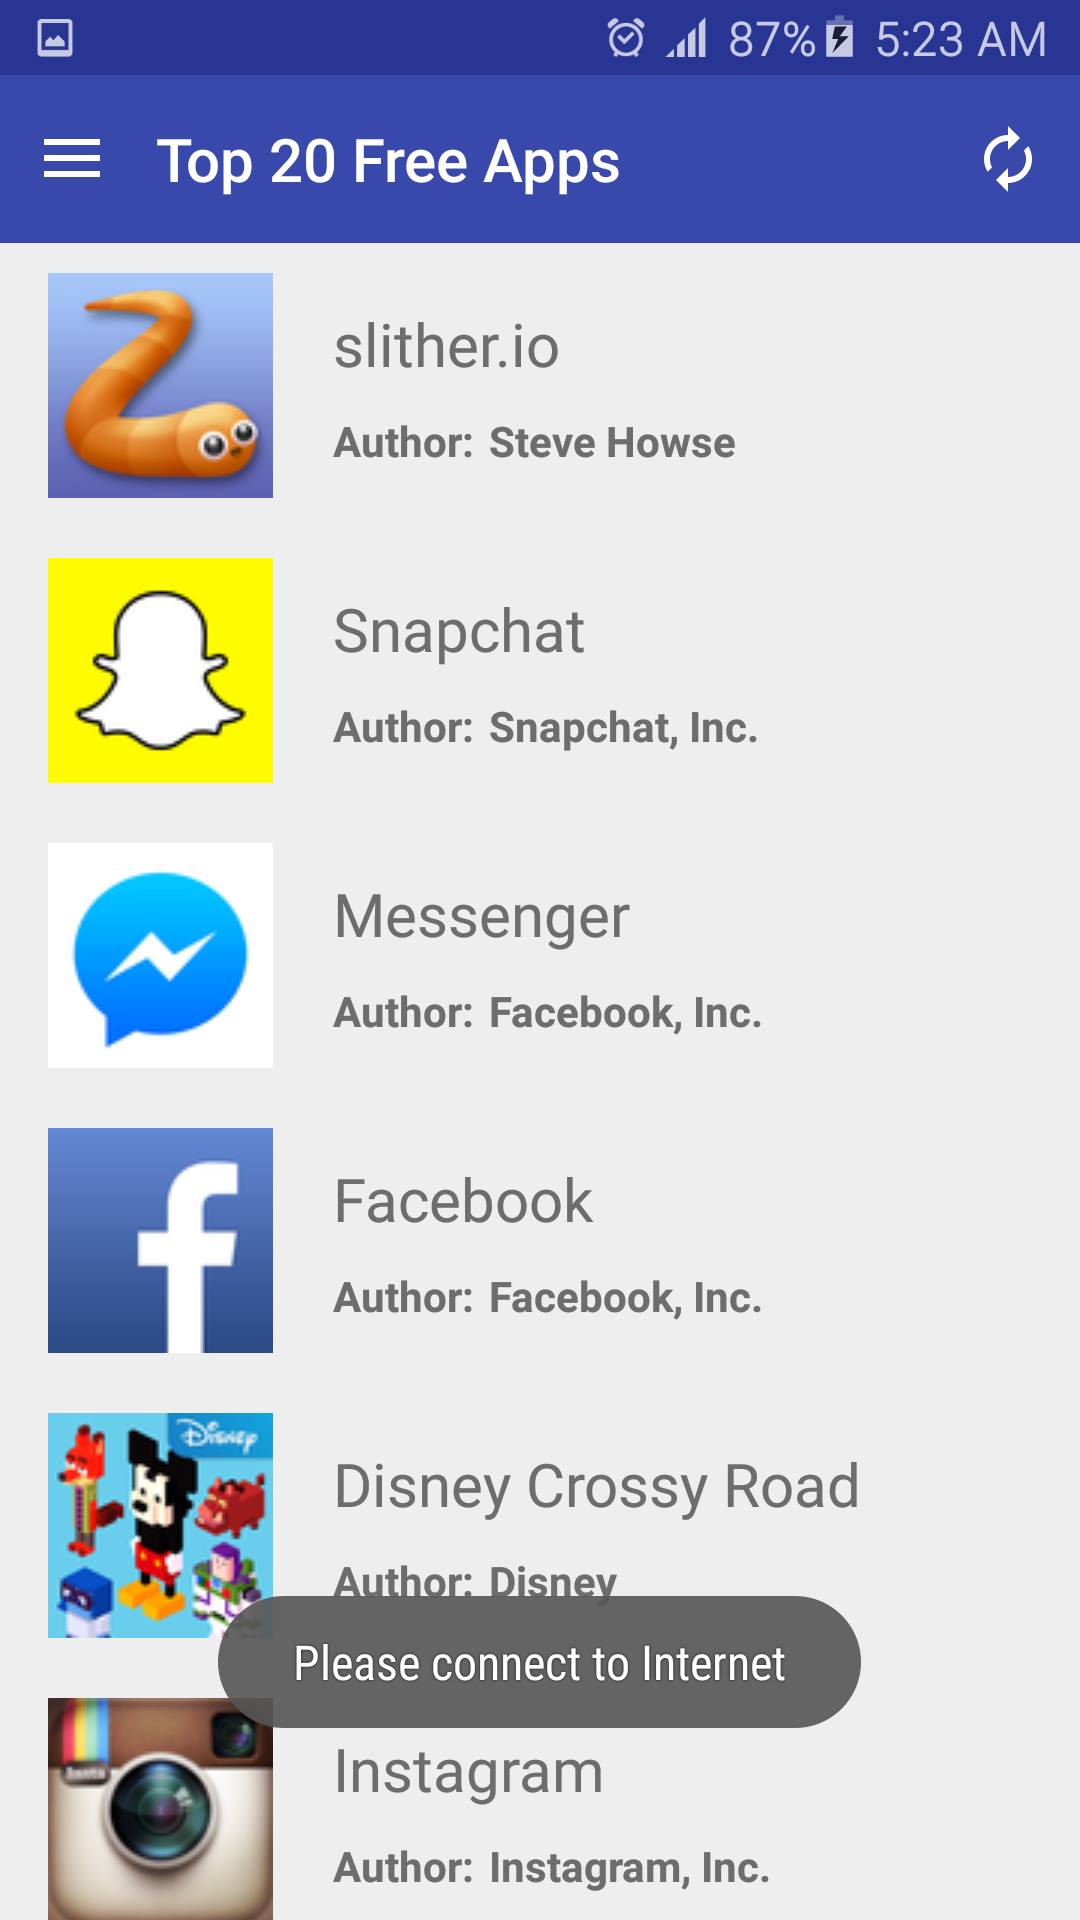 87% 5:23 AM
Top 20 Free Apps
slither.io
Author: Steve Howse
Snapchat
Author: Snapchat, Inc.
Messenger
Author: Facebook, Inc.
Facebook
Author: Facebook, Inc.
Disney
Disney Crossy Road
Author: Disney
Please connect to Internet
Instagram
Author: Instagram, Inc.